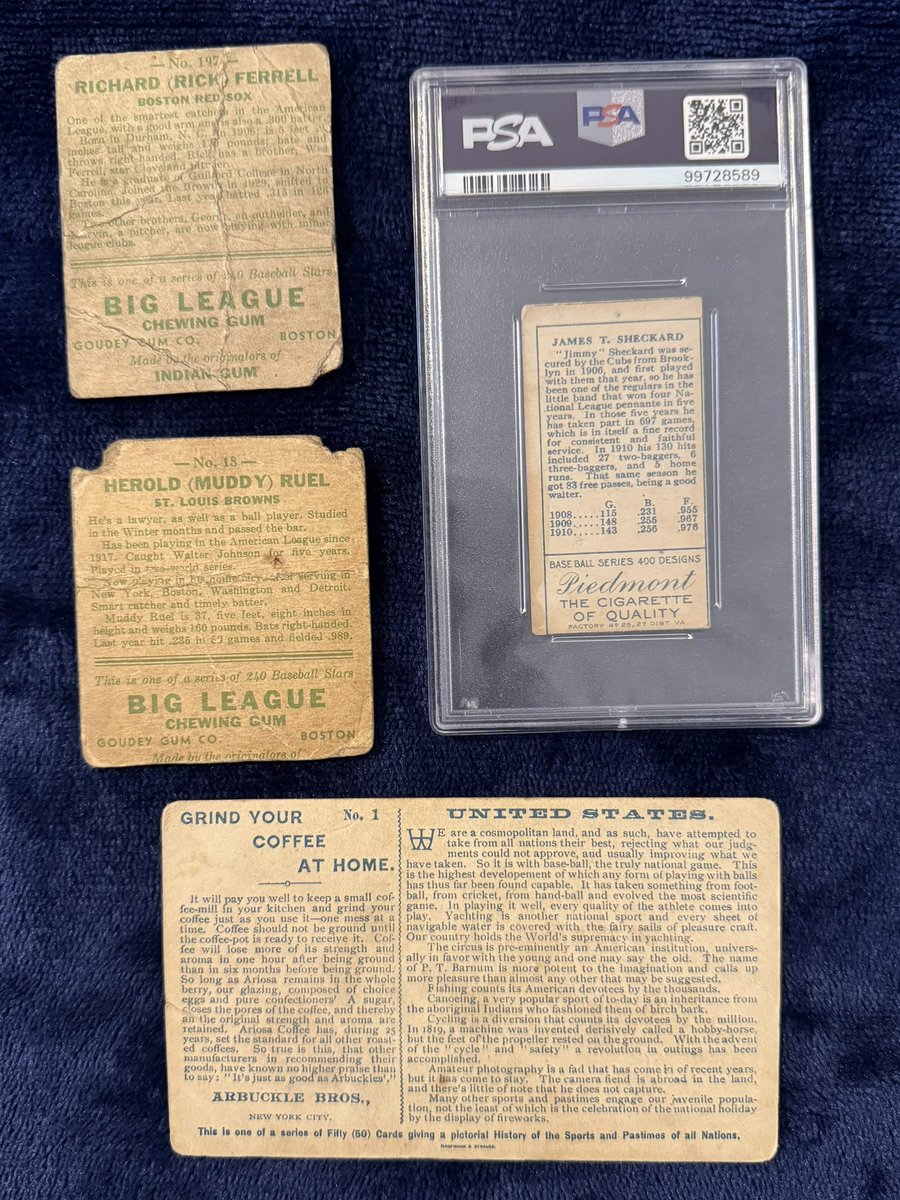 — No. 197 —
RICHARD (RICK) FERRELL
BOSTON RED SOX
One of the smartest catchers in the American
League, with a good arm and is also a .300 batter.
Born in Durham, N. C., in 1906, is 5 feet
inches tall and weighs pounds; bats and
throws right-handed. Rick has a brother, Wes
Ferrell, star Cleveland
He is a graduate of Guilford College in North
Carolina. Joined the Browns in 1929, shifted to
Boston this year. Last year batted .315 in 126
games.
Two other brothers, George, an outfielder, and
Marvin, a pitcher, are now playing with minor
league clubs.
This is one of a series of 240 Baseball Stars
BIG LEAGUE
CHEWING GUM
GOUDEY GUM CO. BOSTON
Made by the originators of
INDIAN GUM
— No. 18 —
HEROLD (MUDDY) RUEL
ST. LOUIS BROWNS
He's a lawyer, as well as a ball player. Studied
in the Winter months and passed the bar.
Has been playing in the American League since
1917. Caught Walter Johnson for five years.
Played in two world series.
Now playing in his home city after serving in
New York, Boston, Washington and Detroit.
Smart catcher and timely batter.
Muddy Ruel is 37, five feet, eight inches in
height and weighs 160 pounds. Bats right-handed.
Last year hit .235 in games and fielded .989.
This is one of a series of 240 Baseball Stars
BIG LEAGUE
CHEWING GUM
GOUDEY GUM CO. BOSTON
Made by the originators of
PSA
PSA
99728589
JAMES T. SHECKARD
"Jimmy" Sheckard was se-
cured by the Cubs from Brook-
lyn in 1906, and first played
with them that year, so he has
been one of the regulars in the
little band that won four Na-
tional League pennants in five
years. In those five years he
has taken part in 697 games,
which is in itself a fine record
for consistent and faithful
service. In 1910 his 130 hits
included 27 two-baggers, 6
three-baggers, and 5 home
runs. That same season he
got 83 free passes, being a good
waiter.
G. B. F.
1908.....115 .231 .955
1909.....148 .255 .967
1910.....143 .256 .976
BASE BALL SERIES 400 DESIGNS
Piedmont
THE CIGARETTE
OF QUALITY
FACTORY No 25, 2D DIST. VA.
GRIND YOUR No. 1
COFFEE
AT HOME.
It will pay you well to keep a small cof-
fee-mill in your kitchen and grind your
coffee just as you use it—one mess at a
time. Coffee should not be ground until
the coffee-pot is ready to receive it. Cof-
fee will lose more of its strength and
aroma in one hour after being ground
than in six months before being ground.
So long as Ariosa remains in the whole
berry, our glazing, composed of choice
eggs and pure confectioners' A sugar,
closes the pores of the coffee, and thereby
an the original strength and aroma are
retained. Ariosa Coffee has, during 25
years, set the standard for all other roast-
ed coffees. So true is this, that other
manufacturers in recommending their
goods, have known no higher praise than
to say: "It's just as good as Arbuckles'."
ARBUCKLE BROS.,
NEW YORK CITY.
UNITED STATES.
WE are a cosmopolitan land, and as such, have attempted to
take from all nations their best, rejecting what our judg-
ments could not approve, and usually improving what we
have taken. So it is with base-ball, the truly national game. This
is the highest developement of which any form of playing with balls
has thus far been found capable. It has taken something from foot-
ball, from cricket, from hand-ball and evolved the most scientific
game. In playing it well, every quality of the athlete comes into
play. Yachting is another national sport and every sheet of
navigable water is covered with the fairy sails of pleasure craft.
Our country holds the World's supremacy in yachting.
The circus is pre-eminently an American institution, univers-
ally in favor with the young and one may say the old. The name
of P. T. Barnum is more potent to the imagination and calls up
more pleasure than almost any other that may be suggested.
Fishing counts its American devotees by the thousands.
Canoeing, a very popular sport of to-day is an inheritance from
the aboriginal Indians who fashioned them of birch bark.
Cycling is a diversion that counts its devotees by the million.
In 1819, a machine was invented derisively called a hobby-horse,
but the feet of the propeller rested on the ground. With the advent
of the "cycle" and "safety" a revolution in outings has been
accomplished.
Amateur photography is a fad that has come in of recent years,
but it has come to stay. The camera fiend is abroad in the land,
and there's little of note that he does not capture.
Many other sports and pastimes engage our juvenile popula-
tion, not the least of which is the celebration of the national holiday
by the display of fireworks.
This is one of a series of Fifty (50) Cards giving a pictorial History of the Sports and Pastimes of all Nations,
KAUFMANN & STRAUSS.